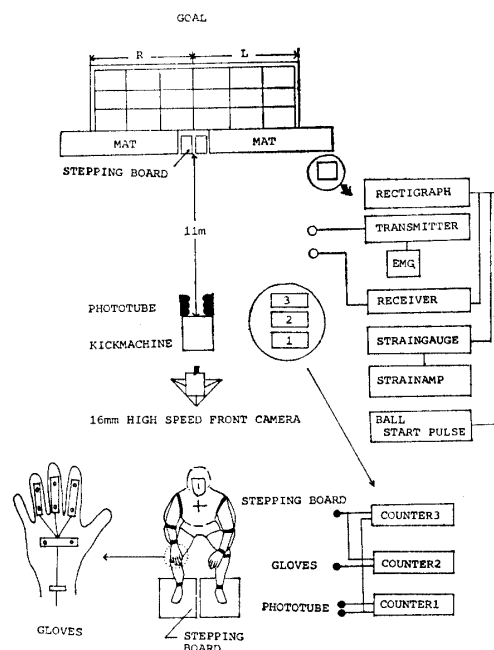 GOAL
R L
MAT MAT
STEPPING BOARD
11m
RECTIGRAPH
TRANSMITTER
EMG
PHOTOTUBE
3
2
1
RECEIVER
KICKMACHINE
STRAINGAUGE
STRAINAMP
16mm HIGH SPEED FRONT CAMERA
BALL
START PULSE
STEPPING BOARD
COUNTER3
GLOVES
COUNTER2
PHOTOTUBE
COUNTER1
GLOVES
STEPPING
BOARD